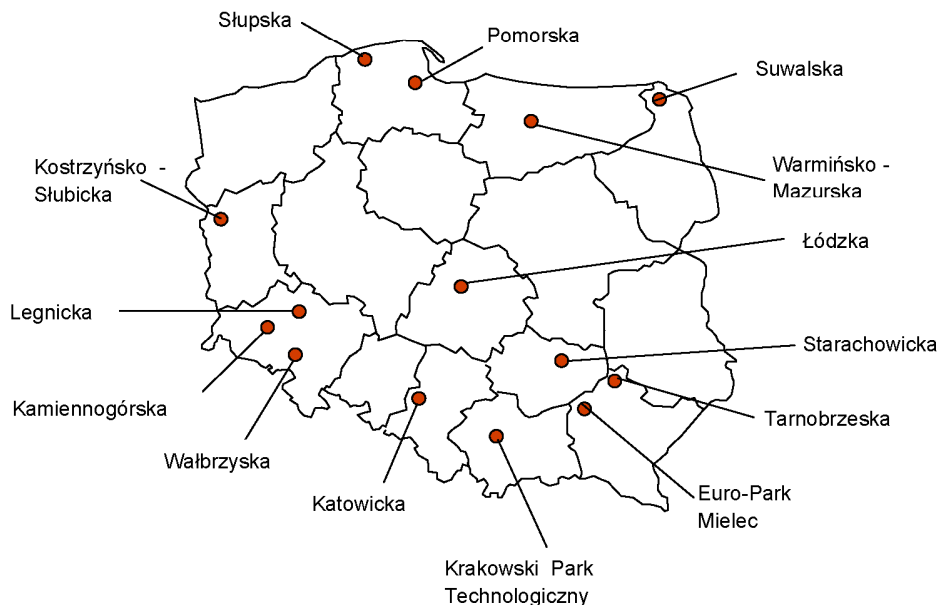 Słupska
Pomorska
Suwalska
Kostrzyńsko -
Słubicka
Warmińsko -
Mazurska
Łódzka
Legnicka
Starachowicka
Kamiennogórska
Tarnobrzeska
Wałbrzyska
Katowicka
Euro-Park
Mielec
Krakowski Park
Technologiczny